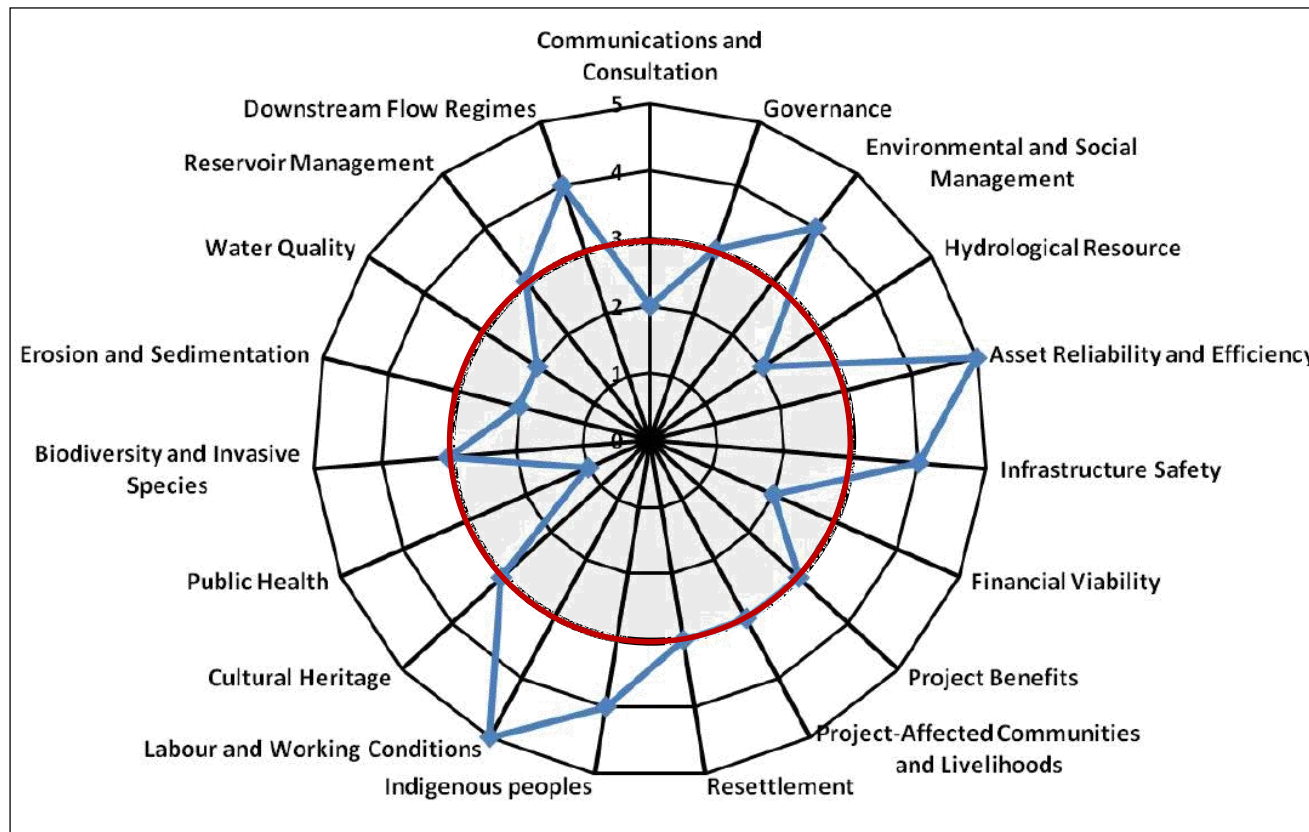 Communications and
Consultation
Downstream Flow Regimes
5
Governance
Reservoir Management
Environmental and Social
Management
4
Water Quality
3
Hydrological Resource
2
Erosion and Sedimentation
1
Asset Reliability and Efficiency
0
Biodiversity and Invasive
Species
Infrastructure Safety
Public Health
Financial Viability
Cultural Heritage
Project Benefits
Labour and Working Conditions
Project-Affected Communities
and Livelihoods
Indigenous peoples
Resettlement